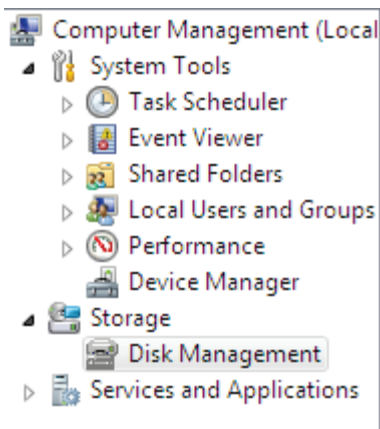 Computer Management (Local
System Tools
Task Scheduler
Event Viewer
Shared Folders
Local Users and Groups
Performance
Device Manager
Storage
Disk Management
Services and Applications